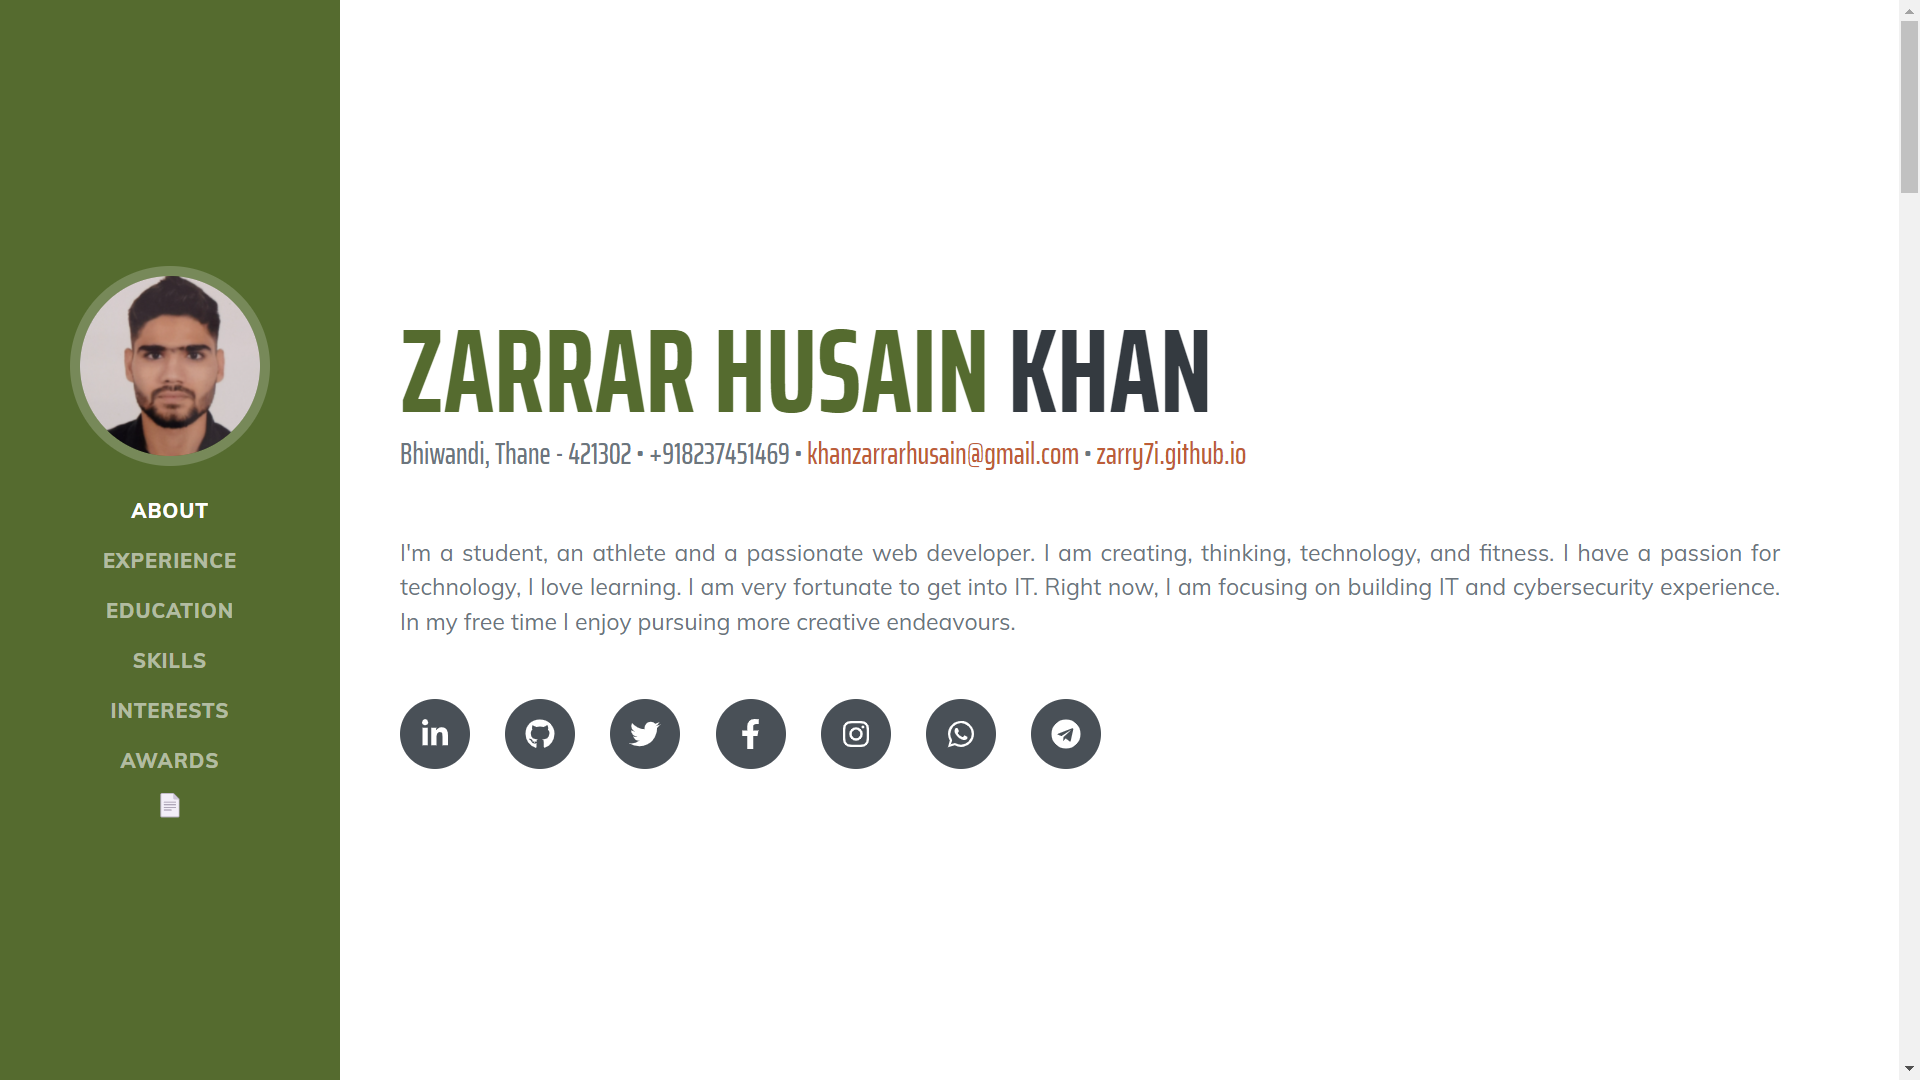 ABOUT
EXPERIENCE
EDUCATION
SKILLS
INTERESTS
AWARDS
ZARRAR HUSAIN KHAN
Bhiwandi, Thane - 421302 • +918237451469 • khanzarrarhusain@gmail.com • zarry7i.github.io
I'm a student, an athlete and a passionate web developer. I am creating, thinking, technology, and fitness. I have a passion for
technology, I love learning. I am very fortunate to get into IT. Right now, I am focusing on building IT and cybersecurity experience.
In my free time I enjoy pursuing more creative endeavours.